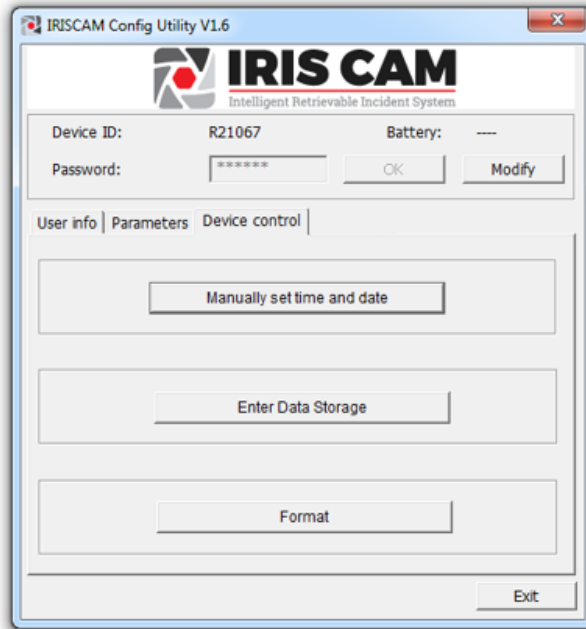 IRISCAM Config Utility V1.6
IRIS CAM
Intelligent Retrievable Incident System
Device ID: R21067 Battery: ----
Password: ****** OK Modify
User info Parameters Device control
Manually set time and date
Enter Data Storage
Format
Exit